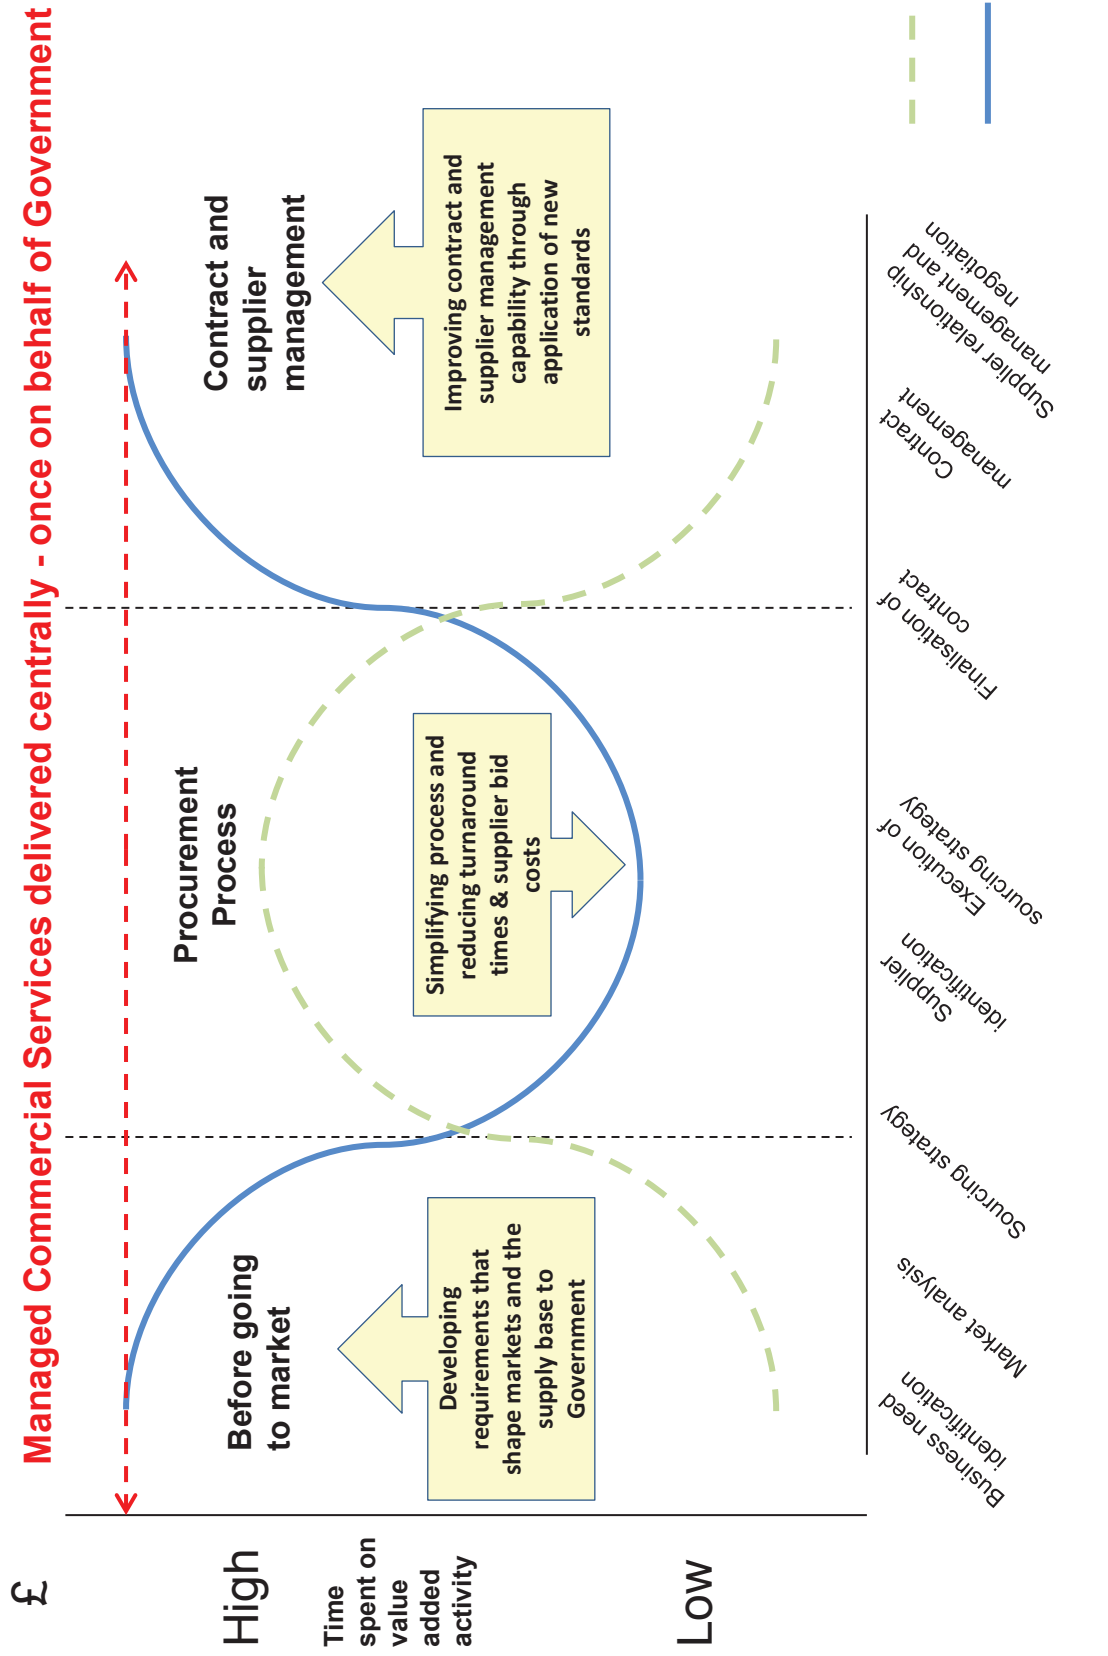 £
Managed Commercial Services delivered centrally - once on behalf of Government
High
Time
spent on
value
added
activity
Low
Before going
to market
Procurement
Process
Contract and
supplier
management
Developing
requirements that
shape markets and the
supply base to
Government
Simplifying process and
reducing turnaround
times & supplier bid
costs
Improving contract and
supplier management
capability through
application of new
standards
Business need
identification
Market analysis
Sourcing strategy
Supplier
identification
Execution of
sourcing strategy
Finalisation of
contract
Contract
management
Supplier relationship
management and
negotiation